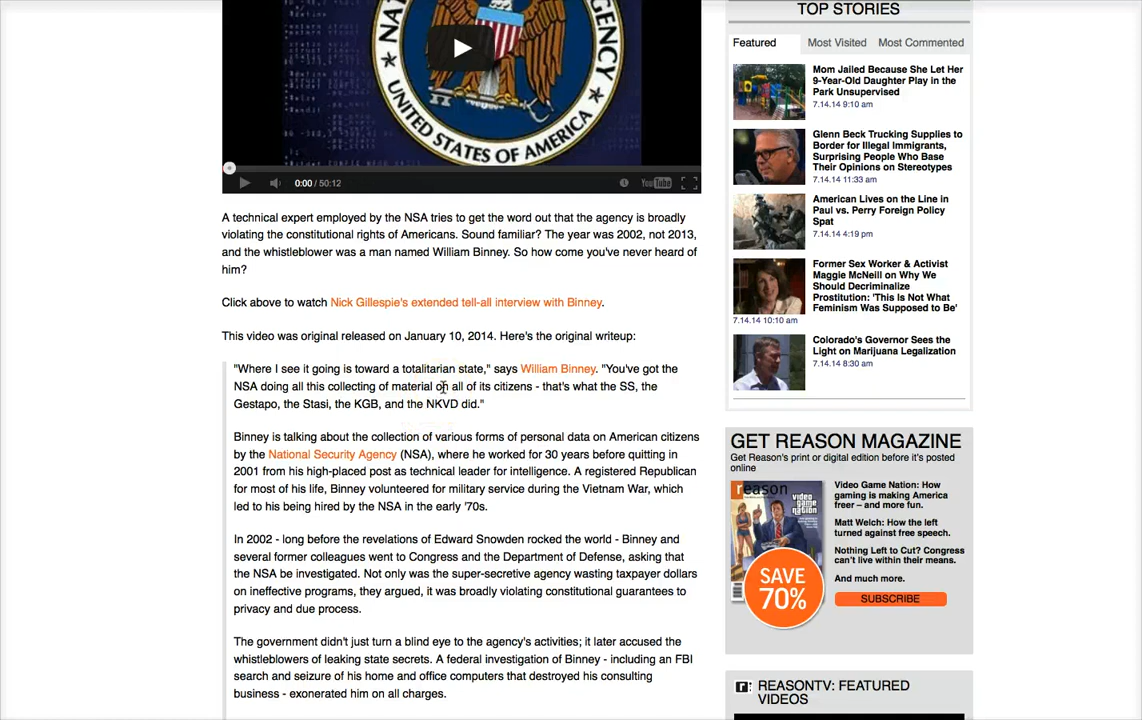 NATI
GENCY
UNITED STATES OF AMERICA
0:00 / 50:12
YouTube
A technical expert employed by the NSA tries to get the word out that the agency is broadly
violating the constitutional rights of Americans. Sound familiar? The year was 2002, not 2013,
and the whistleblower was a man named William Binney. So how come you've never heard of
him?
Click above to watch Nick Gillespie's extended tell-all interview with Binney.
This video was original released on January 10, 2014. Here's the original writeup:
"Where I see it going is toward a totalitarian state," says William Binney. "You've got the
NSA doing all this collecting of material on all of its citizens - that's what the SS, the
Gestapo, the Stasi, the KGB, and the NKVD did."
Binney is talking about the collection of various forms of personal data on American citizens
by the National Security Agency (NSA), where he worked for 30 years before quitting in
2001 from his high-placed post as technical leader for intelligence. A registered Republican
for most of his life, Binney volunteered for military service during the Vietnam War, which
led to his being hired by the NSA in the early '70s.
In 2002 - long before the revelations of Edward Snowden rocked the world - Binney and
several former colleagues went to Congress and the Department of Defense, asking that
the NSA be investigated. Not only was the super-secretive agency wasting taxpayer dollars
on ineffective programs, they argued, it was broadly violating constitutional guarantees to
privacy and due process.
The government didn't just turn a blind eye to the agency's activities; it later accused the
whistleblowers of leaking state secrets. A federal investigation of Binney - including an FBI
search and seizure of his home and office computers that destroyed his consulting
business - exonerated him on all charges.
TOP STORIES
Featured Most Visited Most Commented
Mom Jailed Because She Let Her
9-Year-Old Daughter Play in the
Park Unsupervised
7.14.14 9:10 am
Glenn Beck Trucking Supplies to
Border for Illegal Immigrants,
Surprising People Who Base
Their Opinions on Stereotypes
7.14.14 11:33 am
American Lives on the Line in
Paul vs. Perry Foreign Policy
Spat
7.14.14 4:19 pm
Former Sex Worker & Activist
Maggie McNeill on Why We
Should Decriminalize
Prostitution: 'This Is Not What
Feminism Was Supposed to Be'
7.14.14 10:10 am
Colorado's Governor Sees the
Light on Marijuana Legalization
7.14.14 8:30 am
GET REASON MAGAZINE
Get Reason's print or digital edition before it's posted
online
reason
video game
nation
SAVE
70%
Video Game Nation: How
gaming is making America
freer – and more fun.
Matt Welch: How the left
turned against free speech.
Nothing Left to Cut? Congress
can't live within their means.
And much more.
SUBSCRIBE
r:
REASONTV: FEATURED
VIDEOS